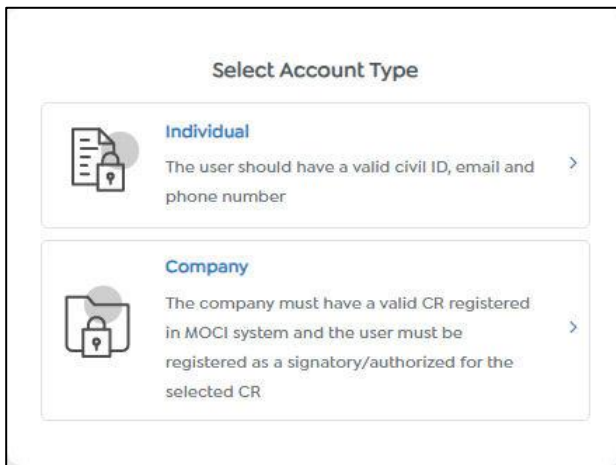 Select Account Type
Individual
The user should have a valid civil ID, email and
phone number
Company
The company must have a valid CR registered
in MOCI system and the user must be
registered as a signatory/authorized for the
selected CR